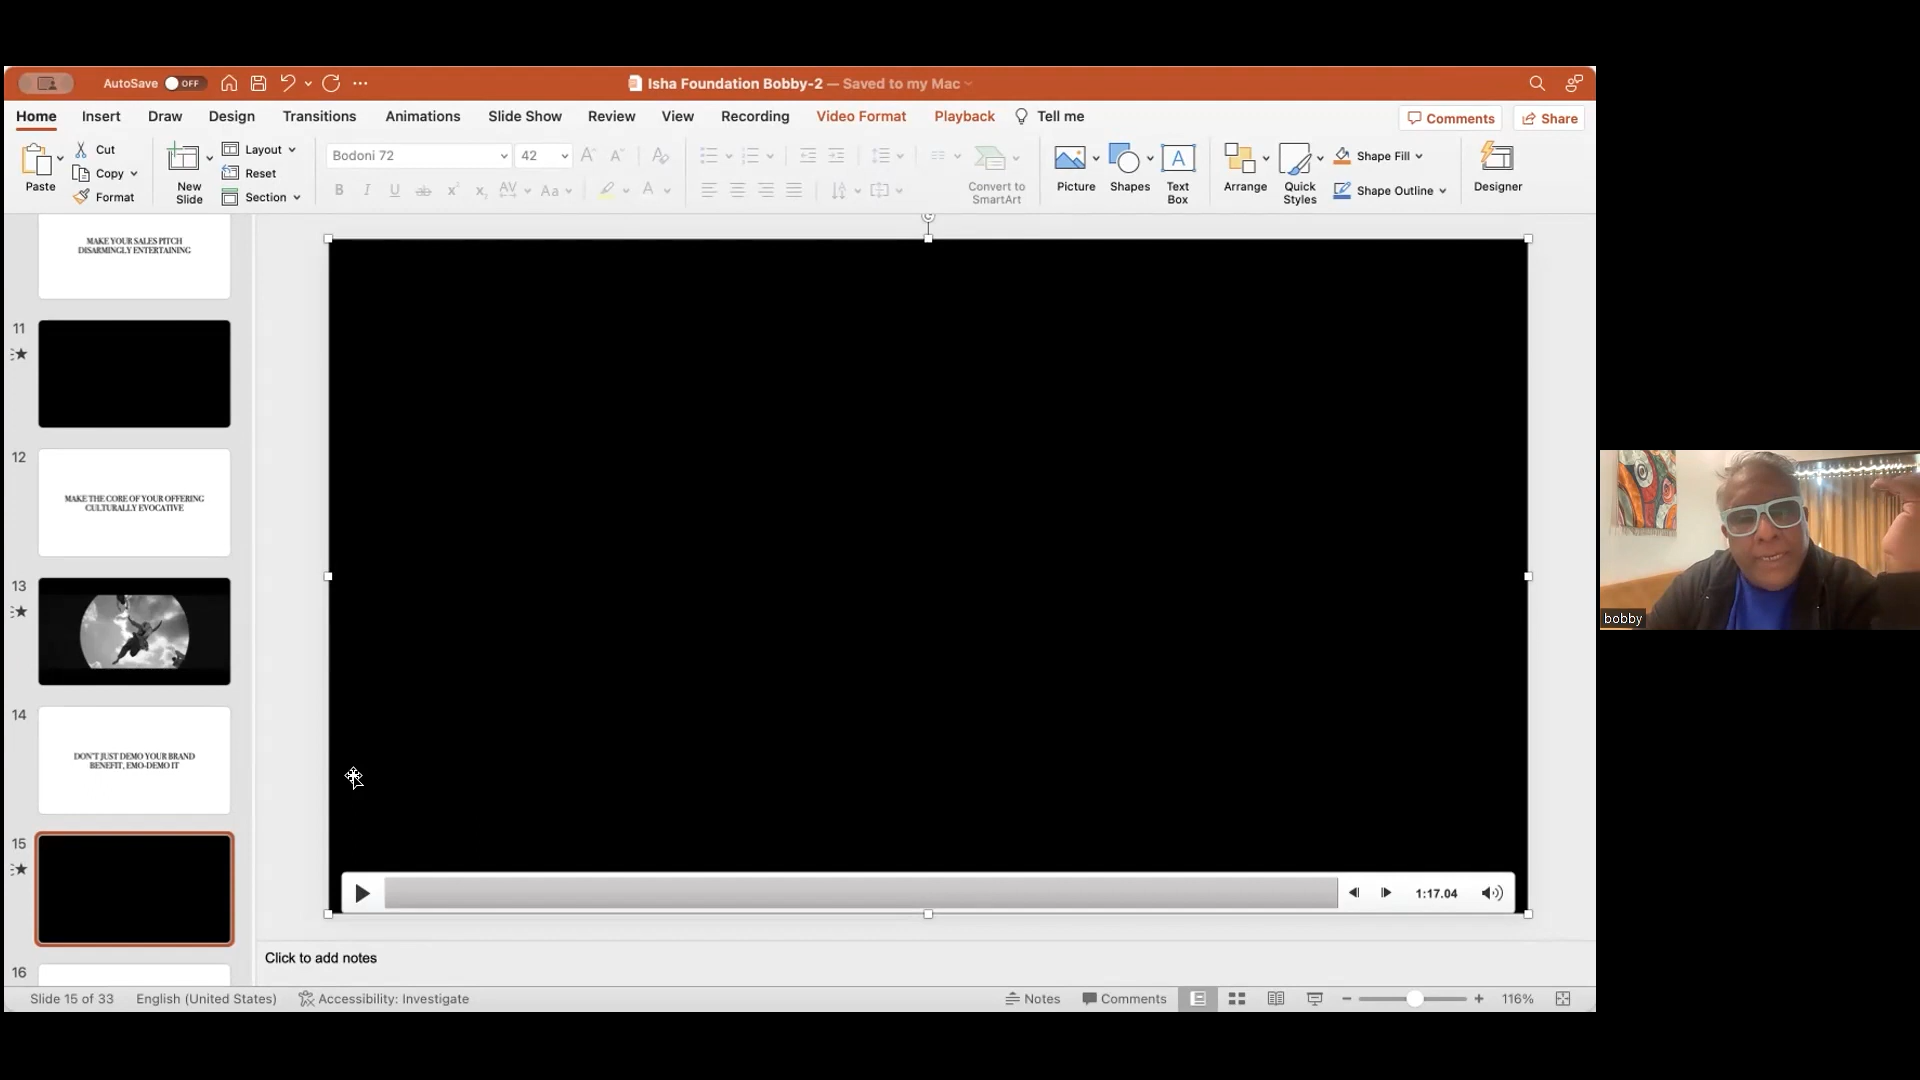 AutoSave OFF
Isha Foundation Bobby-2 — Saved to my Mac
Home Insert Draw Design Transitions Animations Slide Show Review View Recording Video Format Playback Tell me
Comments Share
Paste
Cut
Copy
Format
New
Slide
Layout
Reset
Section
Bodoni 72 42
B I U ab x² x₂ AV Aa A
Convert to
SmartArt
Picture
Shapes
Text
Box
Arrange
Quick
Styles
Shape Fill
Shape Outline
Designer
MAKE YOUR SALES PITCH
DISARMINGLY ENTERTAINING
11
12
MAKE THE CORE OF YOUR OFFERING
CULTURALLY EVOCATIVE
13
14
DON'T JUST DEMO YOUR BRAND
BENEFIT, EMO-DEMO IT
15
16
1:17.04
Click to add notes
Slide 15 of 33 English (United States) Accessibility: Investigate
Notes Comments 116%
bobby